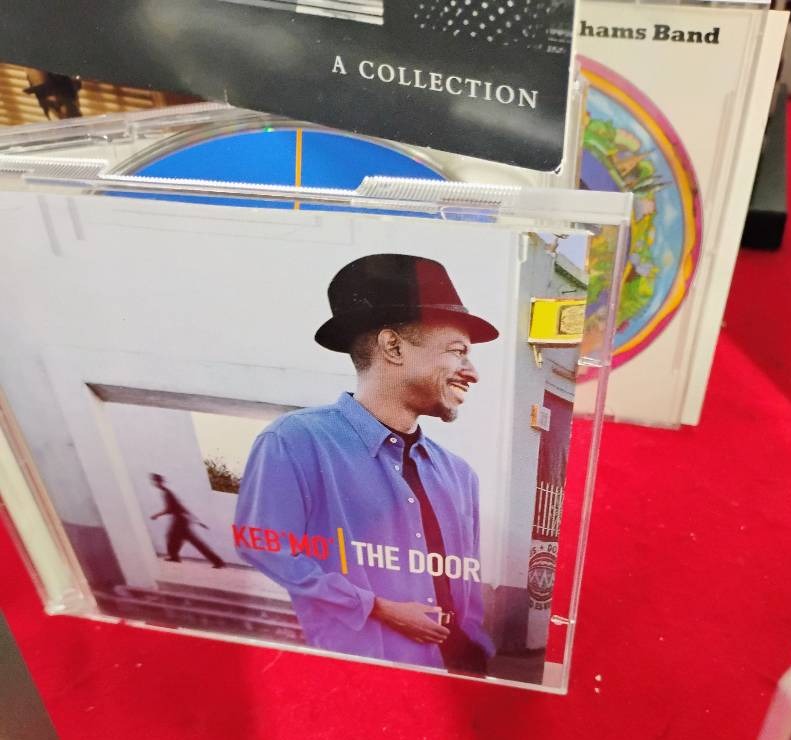 A COLLECTION
hams Band
KEB'MO' | THE DOOR